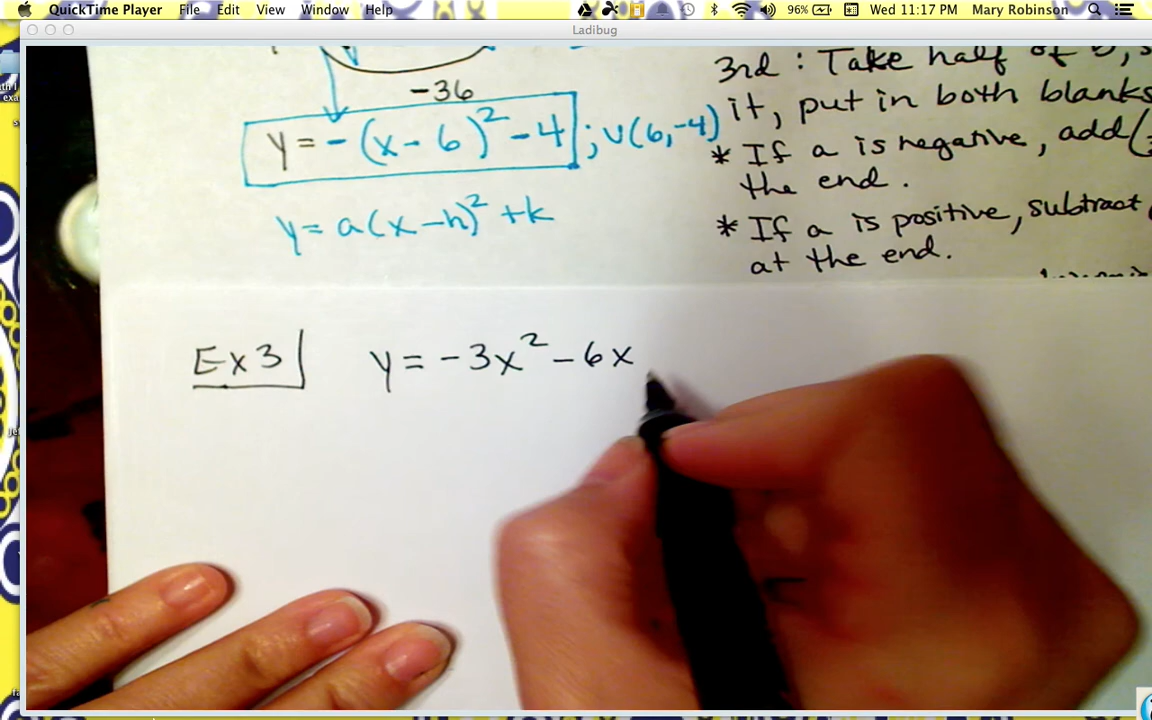 QuickTime Player File Edit View Window Help 96% Wed 11:17 PM Mary Robinson
Ladibug
-36
y = -(x-6)² -4 ; v(6,-4)
y = a(x-h)² +k
3rd : Take half of b,
it, put in both blanks
* If a is negative, add
the end.
* If a is positive, subtract
at the end.
Ex3 y = -3x² - 6x